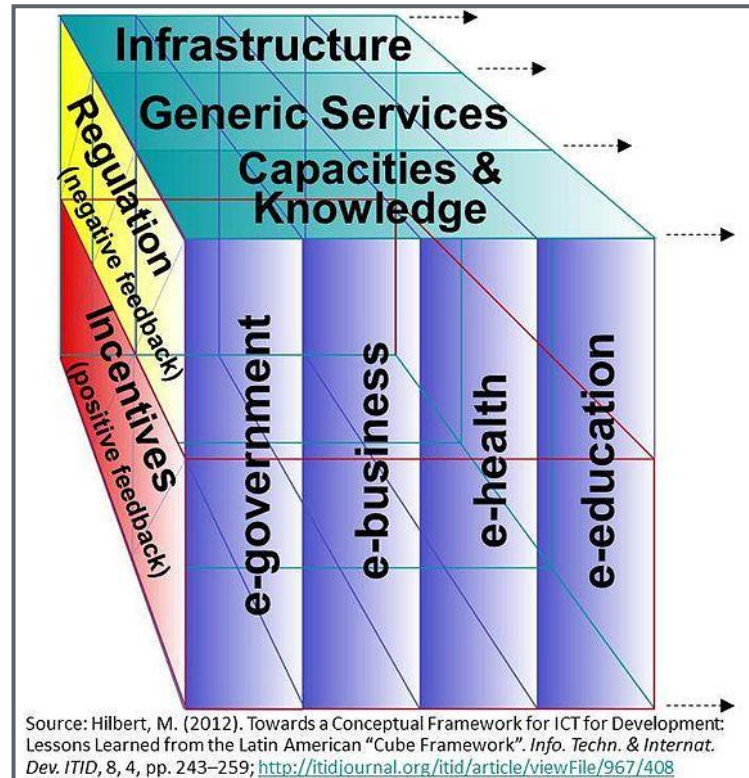 Infrastructure
Generic Services
Capacities &
Knowledge
Regulation
(negative feedback)
Incentives
(positive feedback)
e-government
e-business
e-health
e-education
Source: Hilbert, M. (2012). Towards a Conceptual Framework for ICT for Development:
Lessons Learned from the Latin American “Cube Framework”. Info. Techn. & Internat.
Dev. ITID, 8, 4, pp. 243–259; http://itidjournal.org/itid/article/viewFile/967/408